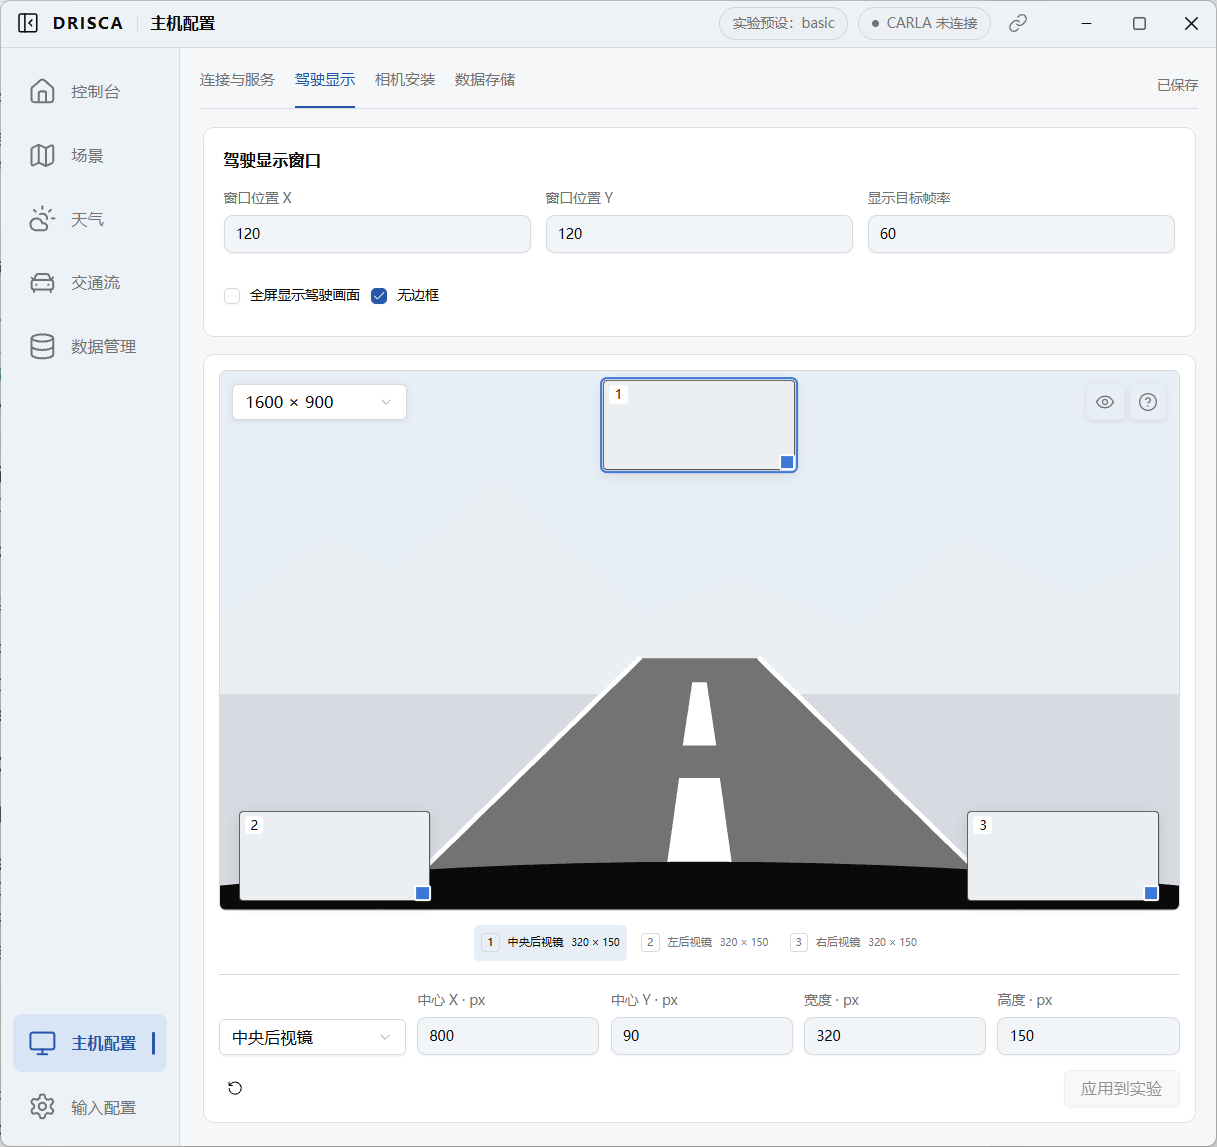 DRISCA 主机配置 实验预设：basic CARLA 未连接
控制台
场景
天气
交通流
数据管理
主机配置
输入配置
连接与服务 驾驶显示 相机安装 数据存储 已保存
驾驶显示窗口
窗口位置 X 窗口位置 Y 显示目标帧率
120 120 60
全屏显示驾驶画面 无边框
1600 × 900
1
2
3
1 中央后视镜 320 × 150 2 左后视镜 320 × 150 3 右后视镜 320 × 150
中心 X · px 中心 Y · px 宽度 · px 高度 · px
中央后视镜 800 90 320 150
应用到实验